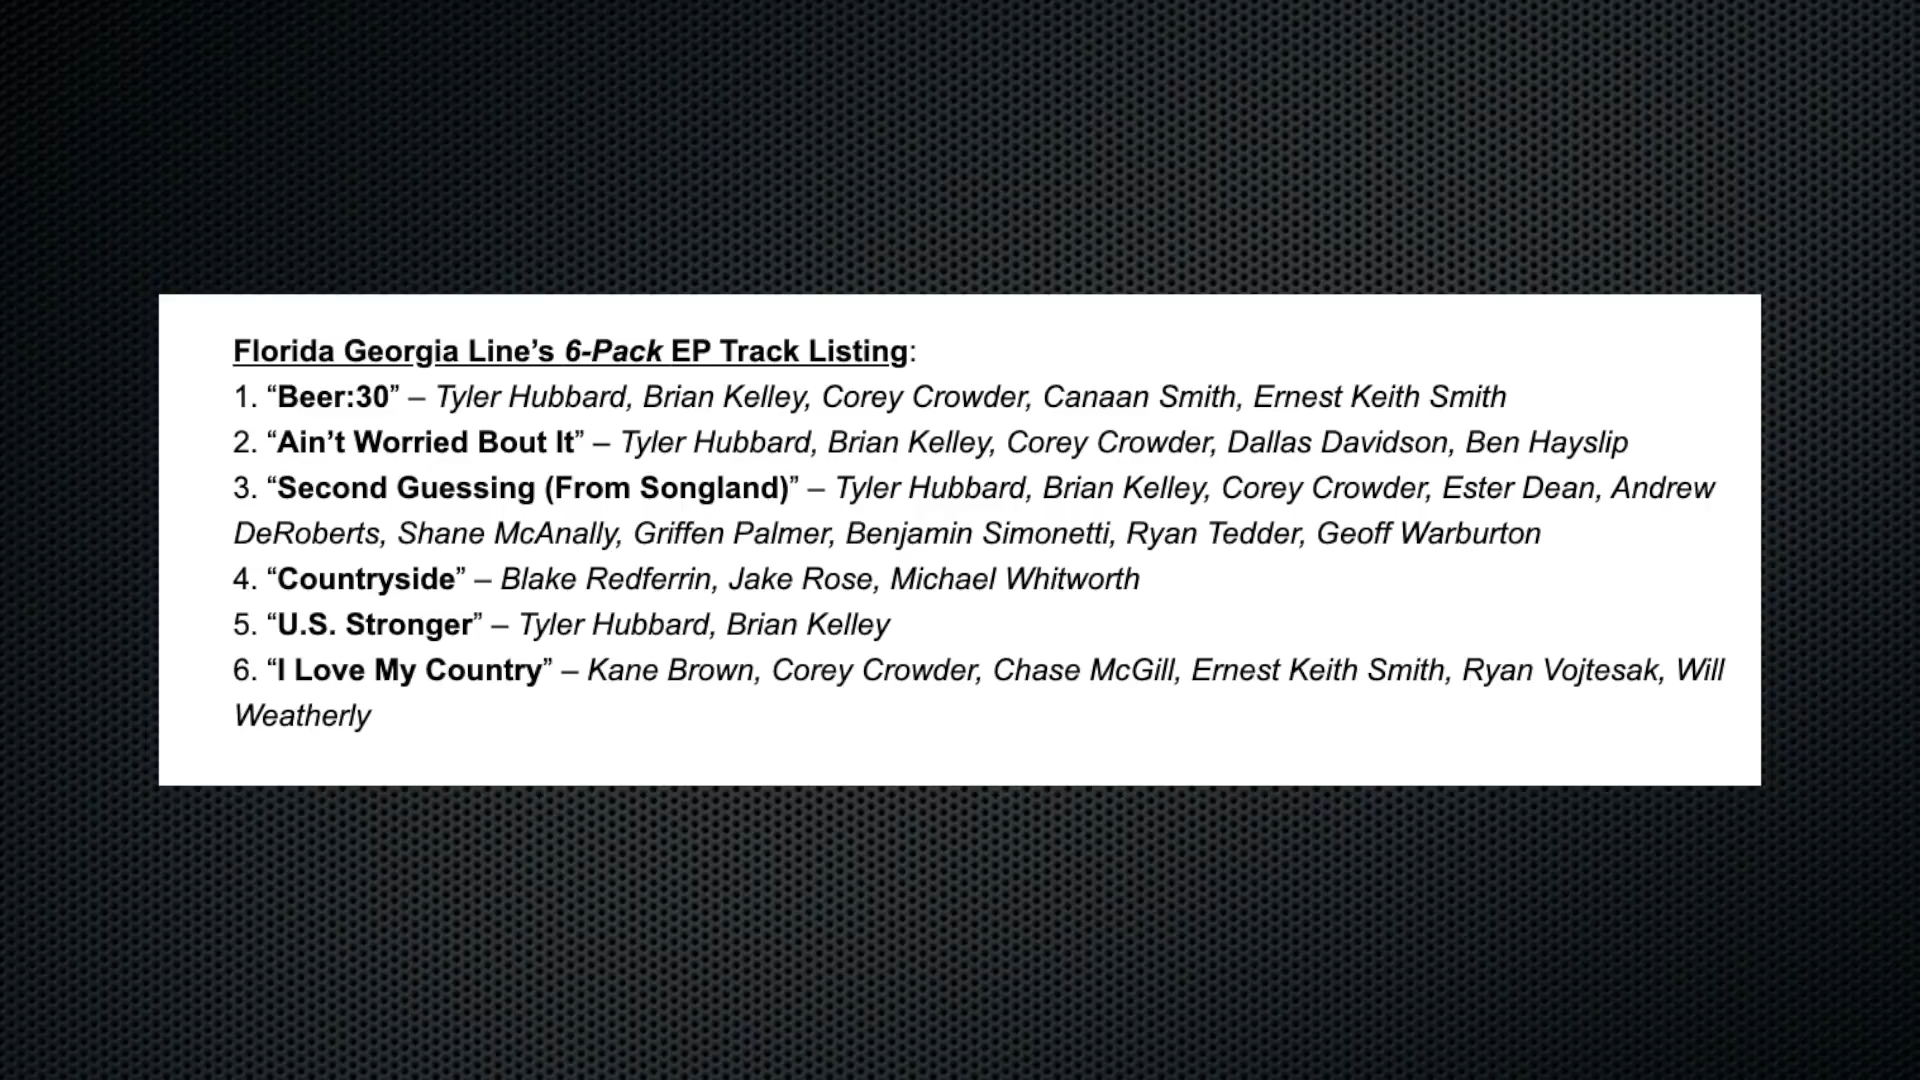 Florida Georgia Line’s 6-Pack EP Track Listing:
1. “Beer:30” – Tyler Hubbard, Brian Kelley, Corey Crowder, Canaan Smith, Ernest Keith Smith
2. “Ain’t Worried Bout It” – Tyler Hubbard, Brian Kelley, Corey Crowder, Dallas Davidson, Ben Hayslip
3. “Second Guessing (From Songland)” – Tyler Hubbard, Brian Kelley, Corey Crowder, Ester Dean, Andrew
DeRoberts, Shane McAnally, Griffen Palmer, Benjamin Simonetti, Ryan Tedder, Geoff Warburton
4. “Countryside” – Blake Redferrin, Jake Rose, Michael Whitworth
5. “U.S. Stronger” – Tyler Hubbard, Brian Kelley
6. “I Love My Country” – Kane Brown, Corey Crowder, Chase McGill, Ernest Keith Smith, Ryan Vojtesak, Will
Weatherly